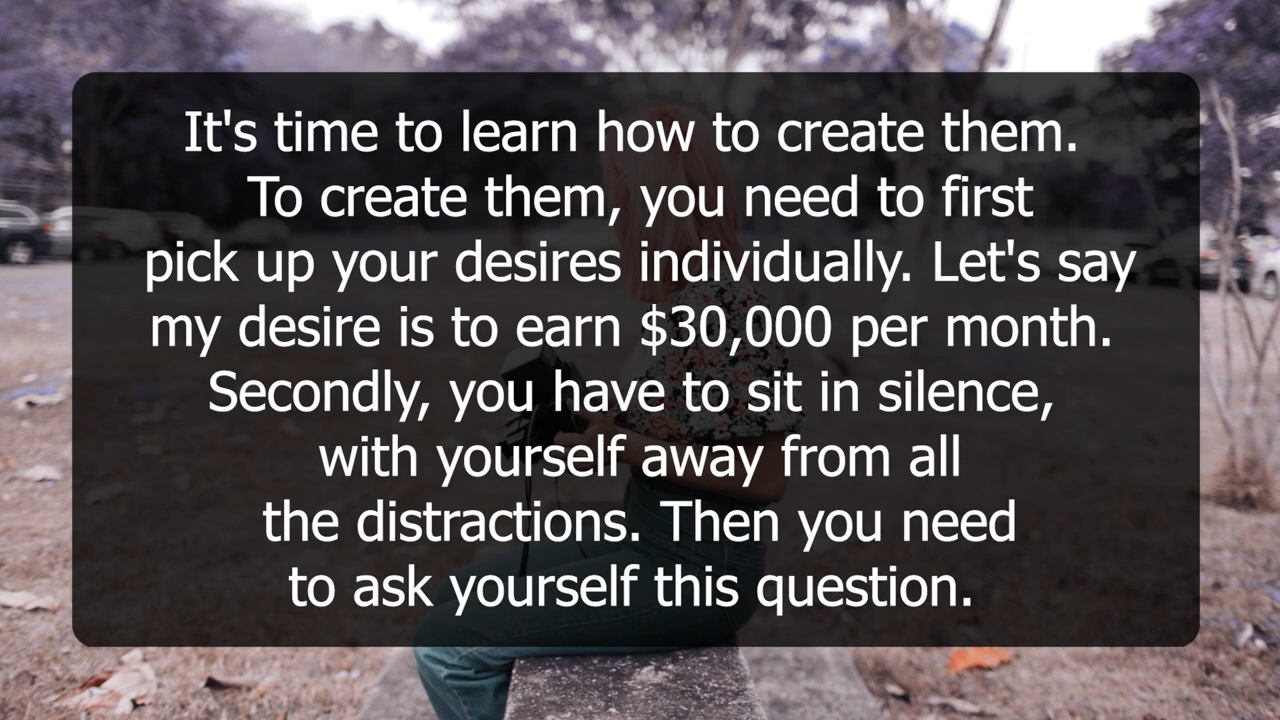 It's time to learn how to create them.
To create them, you need to first
pick up your desires individually. Let's say
my desire is to earn $30,000 per month.
Secondly, you have to sit in silence,
with yourself away from all
the distractions. Then you need
to ask yourself this question.